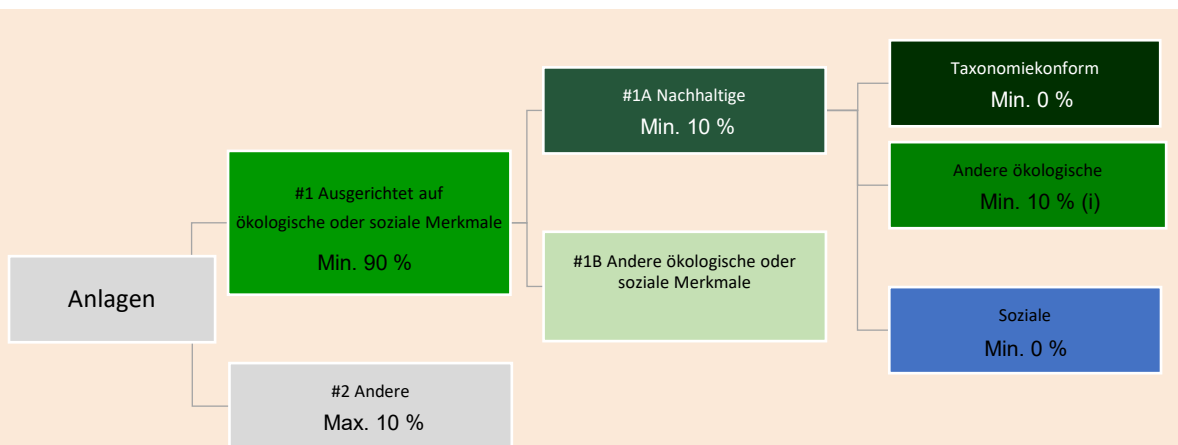 Anlagen
#1 Ausgerichtet auf
ökologische oder soziale Merkmale
Min. 90 %
#2 Andere
Max. 10 %
#1A Nachhaltige
Min. 10 %
#1B Andere ökologische oder
soziale Merkmale
Taxonomiekonform
Min. 0 %
Andere ökologische
Min. 10 % (i)
Soziale
Min. 0 %